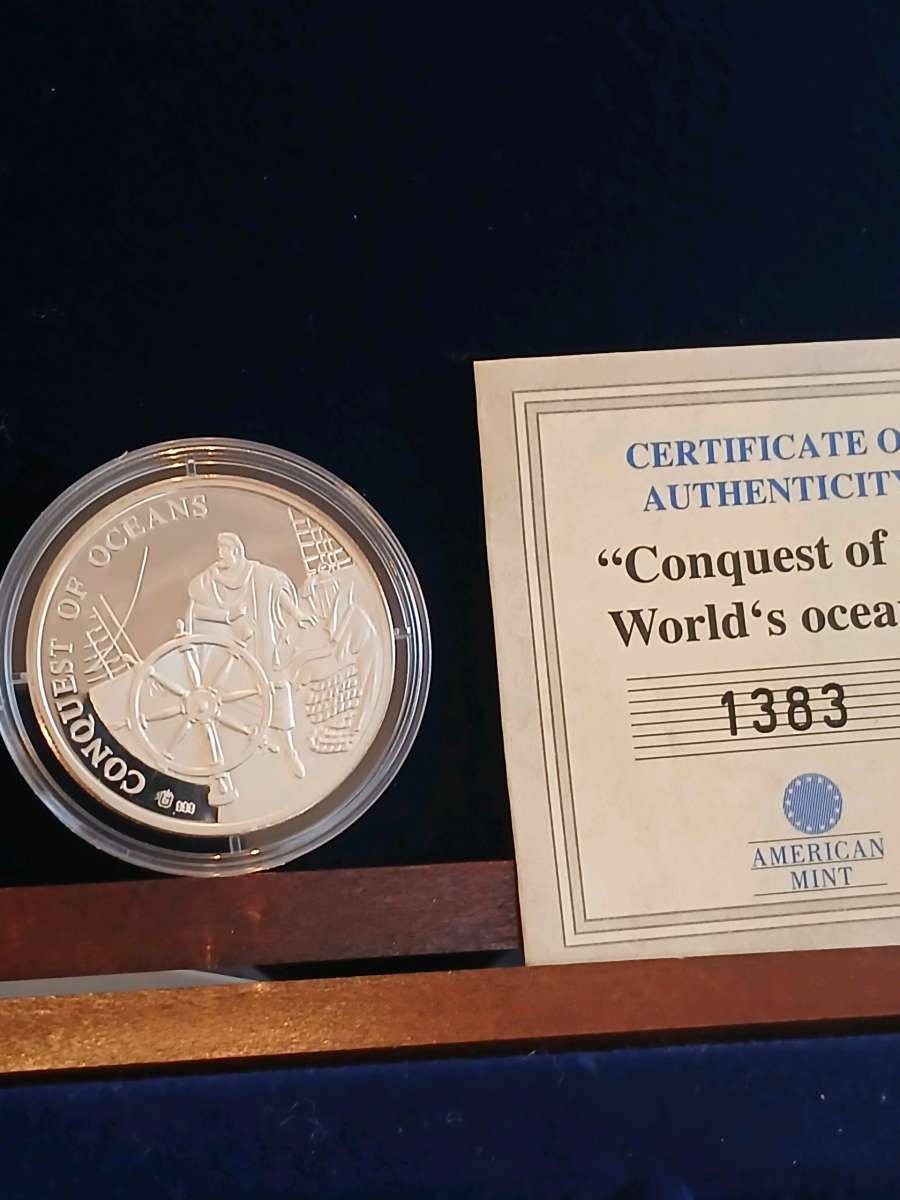 CONQUEST OF OCEANS
999
CERTIFICATE O
AUTHENTICITY
“Conquest of
World‘s ocea
1383
AMERICAN
MINT